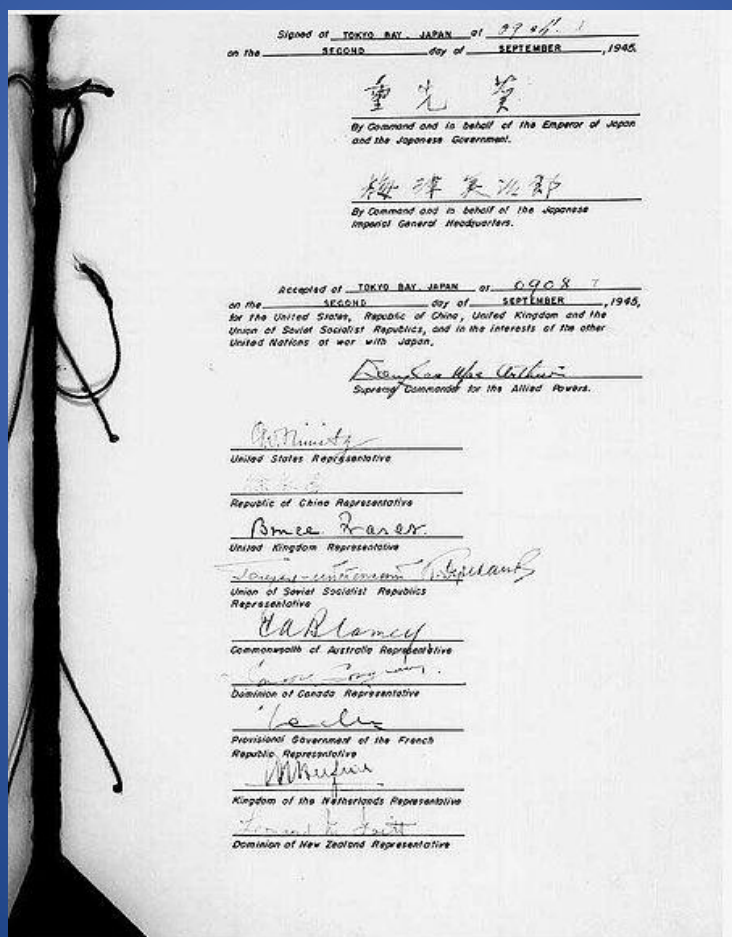 Signed at TOKYO BAY, JAPAN at 0904 I
on the SECOND day of SEPTEMBER, 1945.
重光 葵
By Command and in behalf of the Emperor of Japan
and the Japanese Government.
梅津美治郎
By Command and in behalf of the Japanese
Imperial General Headquarters.
Accepted at TOKYO BAY, JAPAN at 0908 I
on the SECOND day of SEPTEMBER, 1945,
for the United States, Republic of China, United Kingdom and the
Union of Soviet Socialist Republics, and in the interests of the other
United Nations at war with Japan.
Douglas MacArthur
Supreme Commander for the Allied Powers.
C.W. Nimitz
United States Representative
Republic of China Representative
Bruce Fraser.
United Kingdom Representative
Union of Soviet Socialist Republics
Representative
T A Blamey
Commonwealth of Australia Representative
Dominion of Canada Representative
Provisional Government of the French
Republic Representative
Kingdom of the Netherlands Representative
Dominion of New Zealand Representative